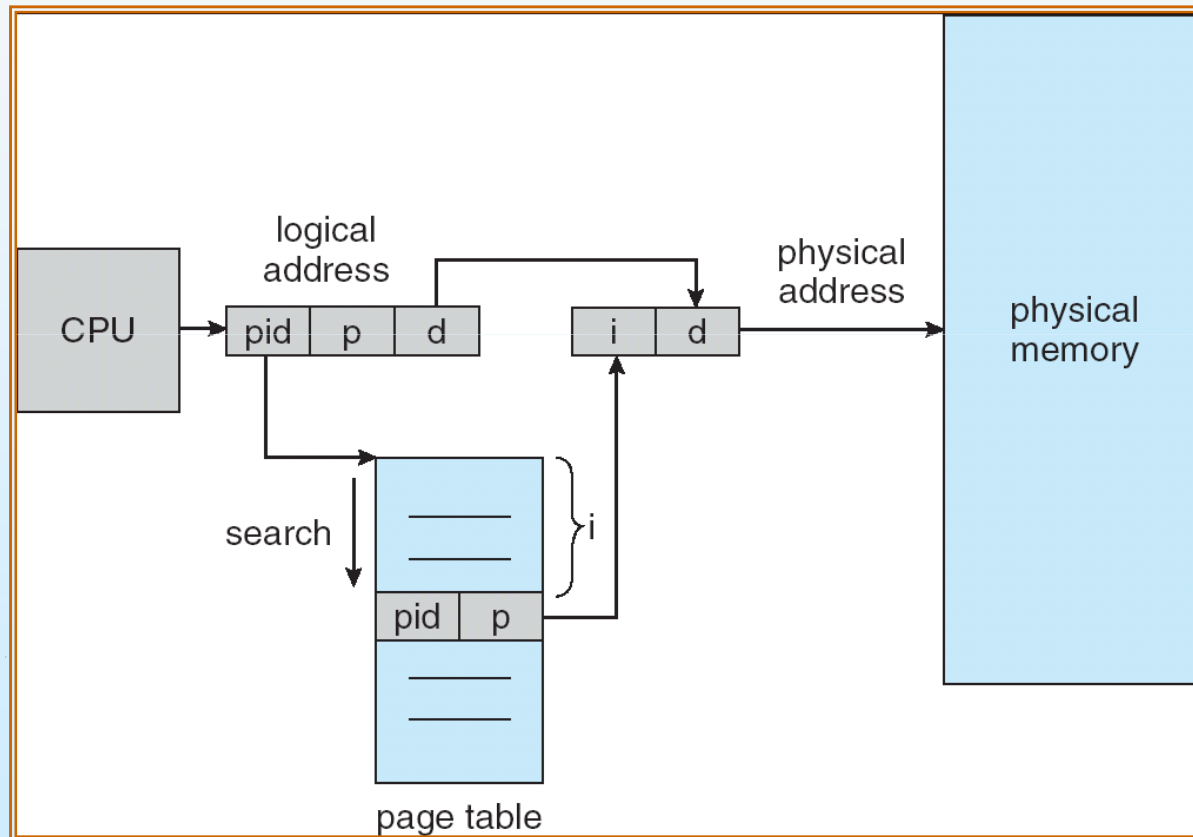 logical
address
physical
address
CPU
pid
p
d
i
d
physical
memory
search
i
pid
p
page table